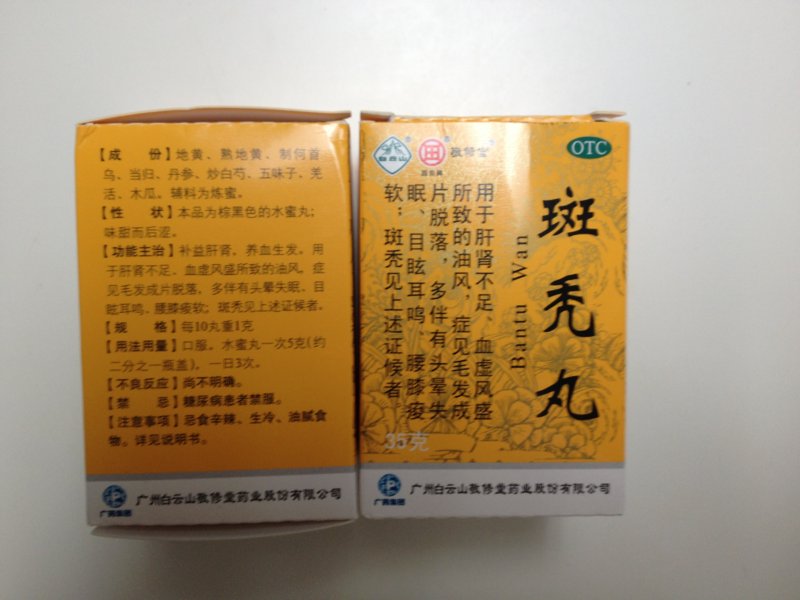 【成　份】地黄、熟地黄、制何首
乌、当归、丹参、炒白芍、五味子、羌
活、木瓜。辅料为炼蜜。
【性　状】本品为棕黑色的水蜜丸；
味甜而后涩。
【功能主治】补益肝肾，养血生发。用
于肝肾不足、血虚风盛所致的油风，症
见毛发成片脱落，多伴有头晕失眠、目
眩耳鸣、腰膝痠软；斑秃见上述证候者。
【规　格】每10丸重1克
【用法用量】口服。水蜜丸一次5克(约
二分之一瓶盖)，一日3次。
【不良反应】尚不明确。
【禁　忌】糖尿病患者禁服。
【注意事项】忌食辛辣、生冷、油腻食
物。详见说明书。
广药集团
广州白云山敬修堂药业股份有限公司
白云山
敬修堂
OTC
斑秃丸
Bantu Wan
用于肝肾不足、血虚风盛
所致的油风，症见毛发成
片脱落，多伴有头晕失
眠、目眩耳鸣、腰膝痠
软；斑秃见上述证候者
35克
广药集团
广州白云山敬修堂药业股份有限公司